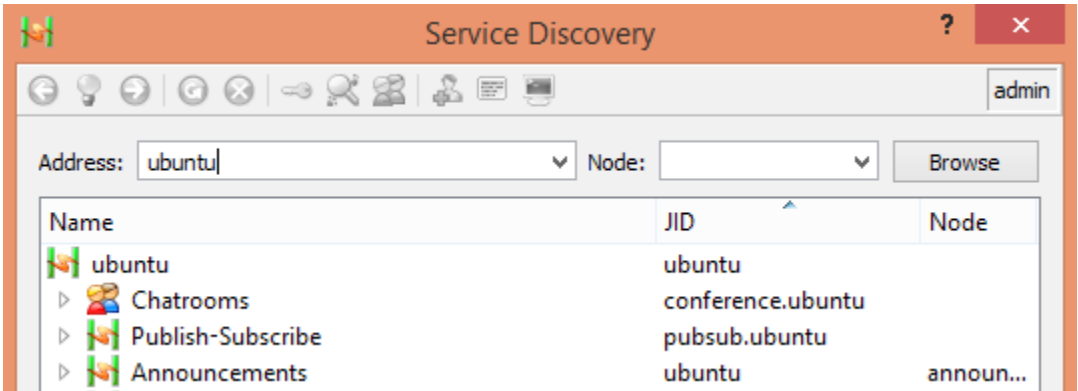 Service Discovery
?
admin
Address: ubuntu Node: Browse
Name JID Node
ubuntu ubuntu
Chatrooms conference.ubuntu
Publish-Subscribe pubsub.ubuntu
Announcements ubuntu announ...